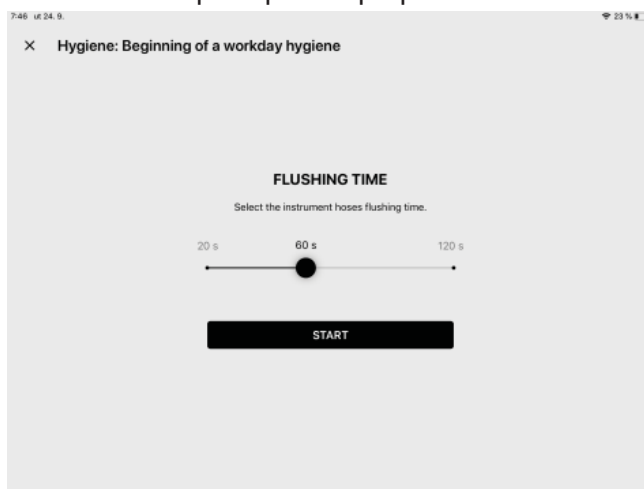 7:46 ut 24. 9.
23 %
Hygiene: Beginning of a workday hygiene
FLUSHING TIME
Select the instrument hoses flushing time.
20 s 60 s 120 s
START